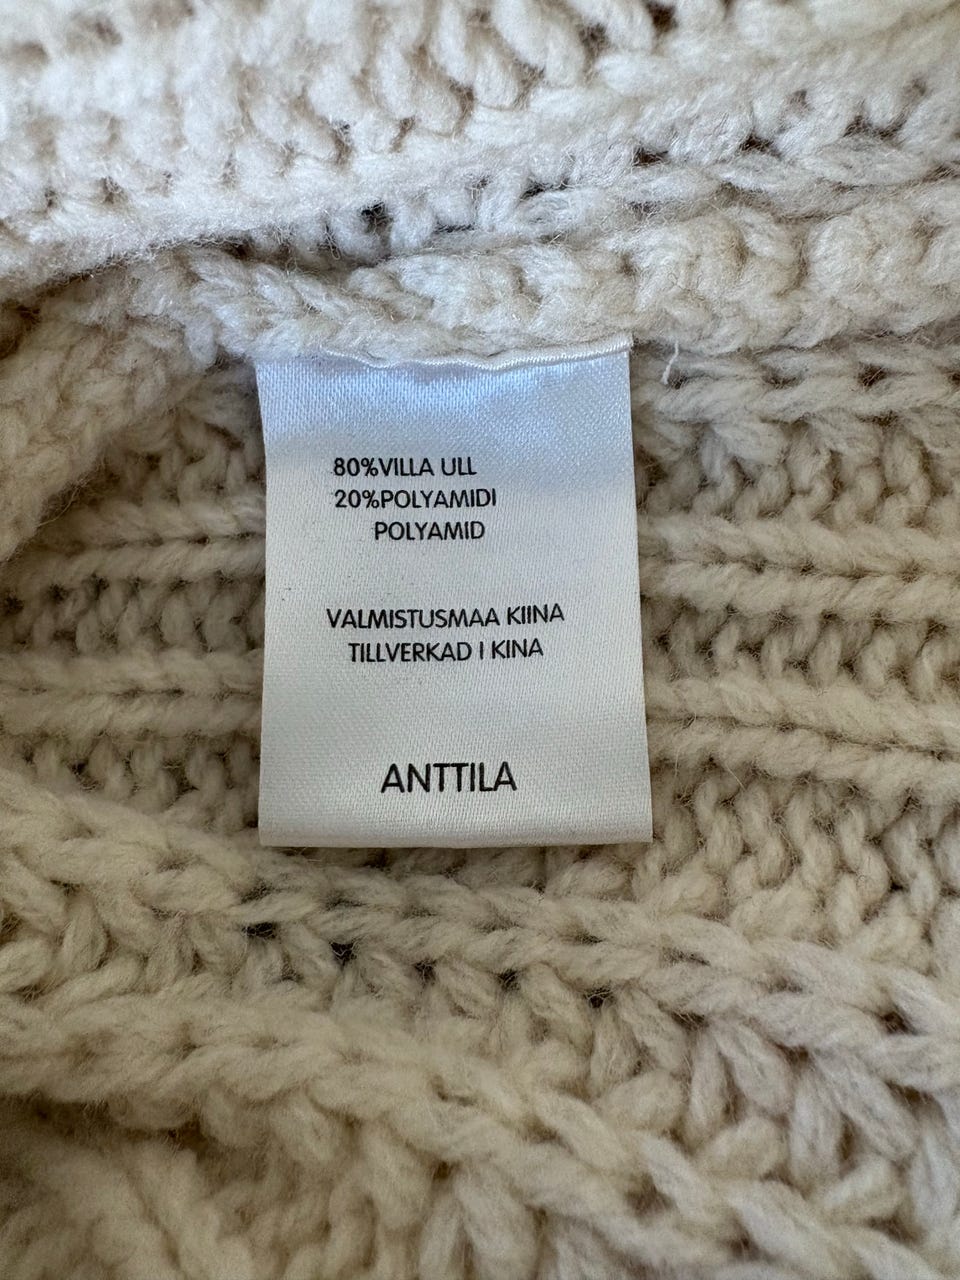 80%VILLA ULL
20%POLYAMIDI
POLYAMID
VALMISTUSMAA KIINA
TILLVERKAD I KINA
ANTTILA